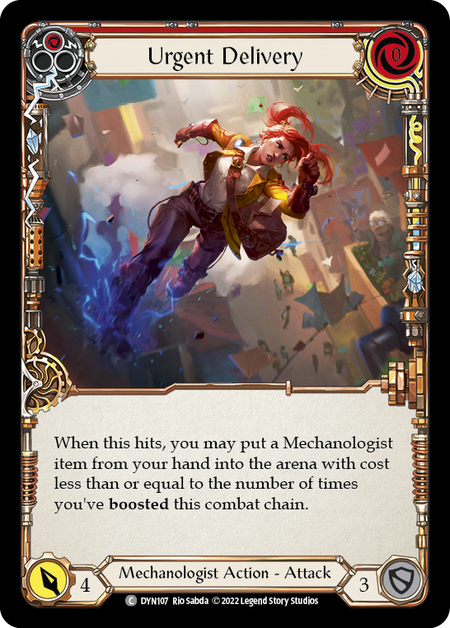 Urgent Delivery
0
When this hits, you may put a Mechanologist
item from your hand into the arena with cost
less than or equal to the number of times
you've boosted this combat chain.
4
Mechanologist Action - Attack
3
C DYN107 Rio Sabda © 2022 Legend Story Studios